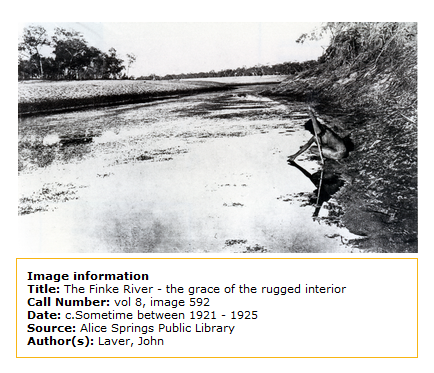 Image information
Title: The Finke River - the grace of the rugged interior
Call Number: vol 8, image 592
Date: c.Sometime between 1921 - 1925
Source: Alice Springs Public Library
Author(s): Laver, John